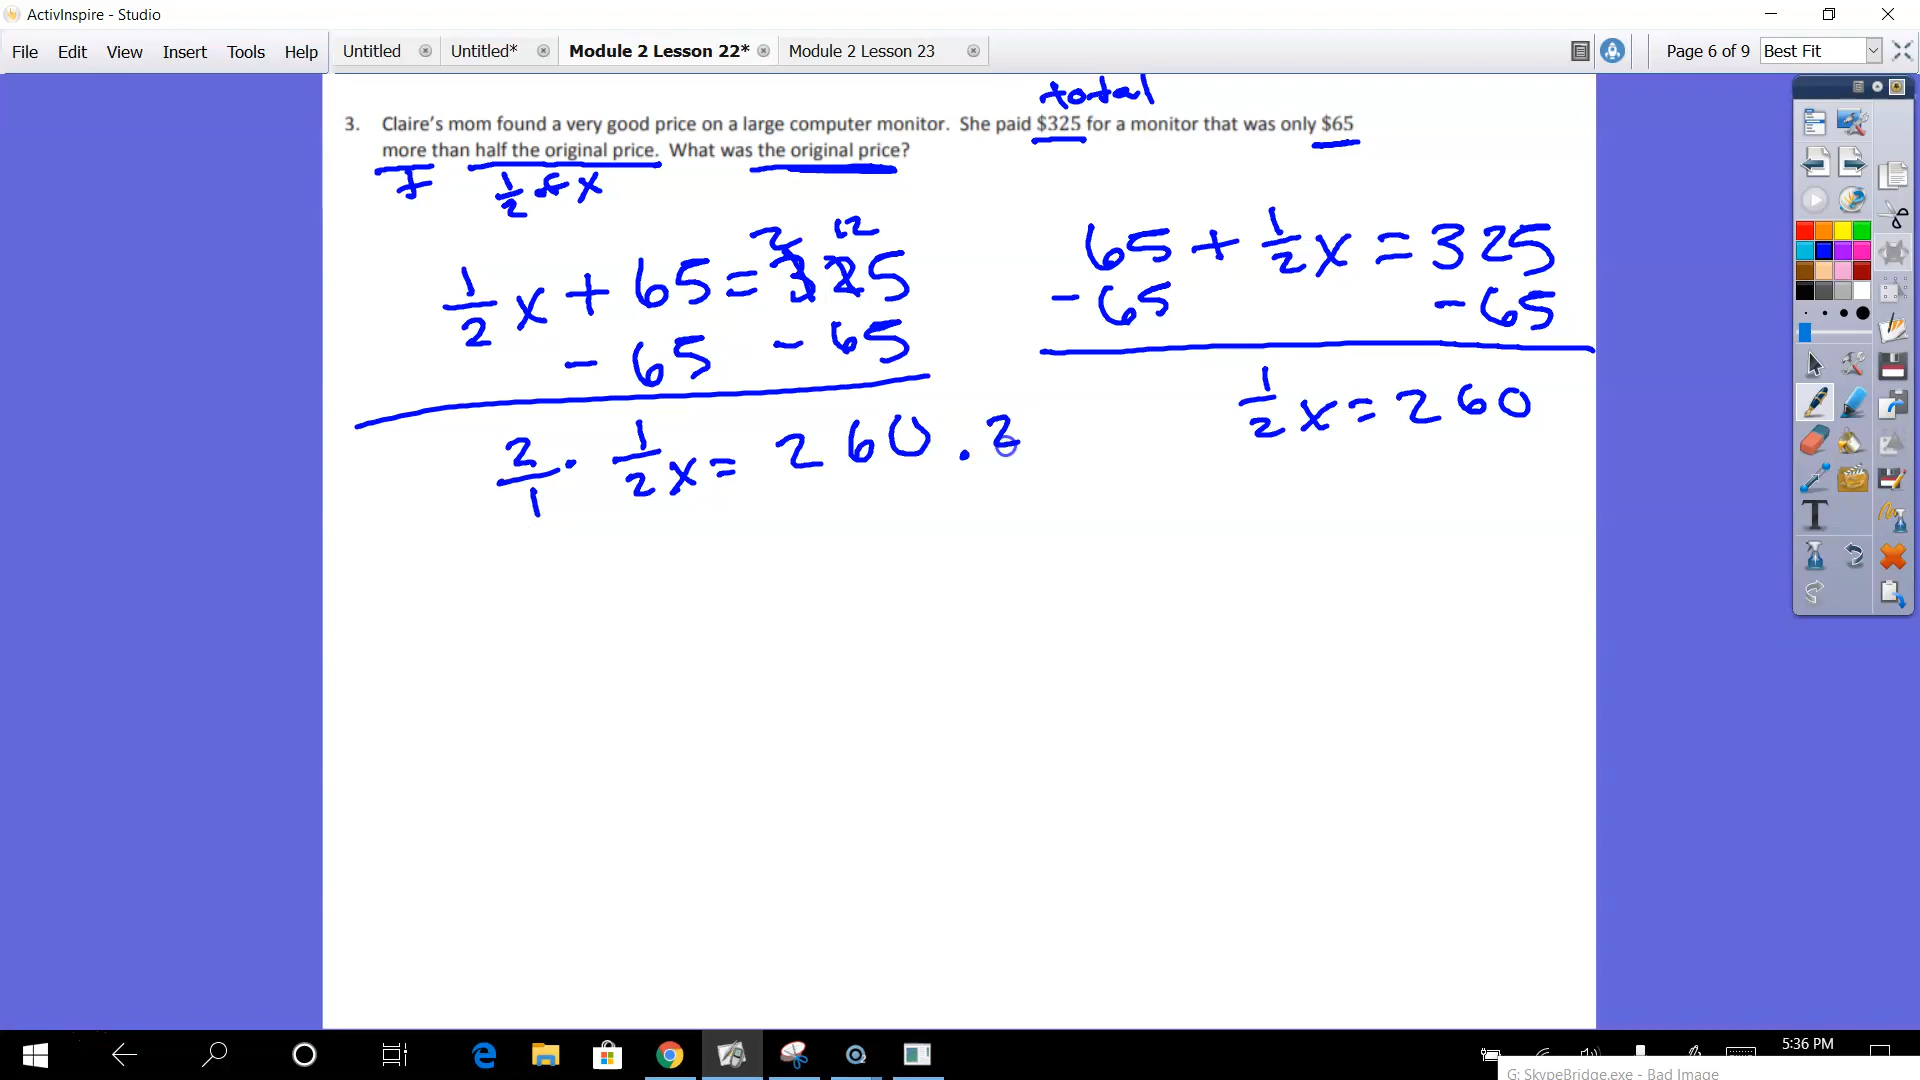 ActivInspire - Studio
File Edit View Insert Tools Help Untitled Untitled* Module 2 Lesson 22* Module 2 Lesson 23 Page 6 of 9 Best Fit
total
3. Claire's mom found a very good price on a large computer monitor. She paid $325 for a monitor that was only $65
more than half the original price. What was the original price?
+ 1/2 of x
2 12
1/2 x + 65 = 325
- 65 - 65
2/1 · 1/2 x = 260 . 2
65 + 1/2 x = 325
- 65 - 65
1/2 x = 260
T
5:36 PM
G: SkypeBridge.exe - Bad Image